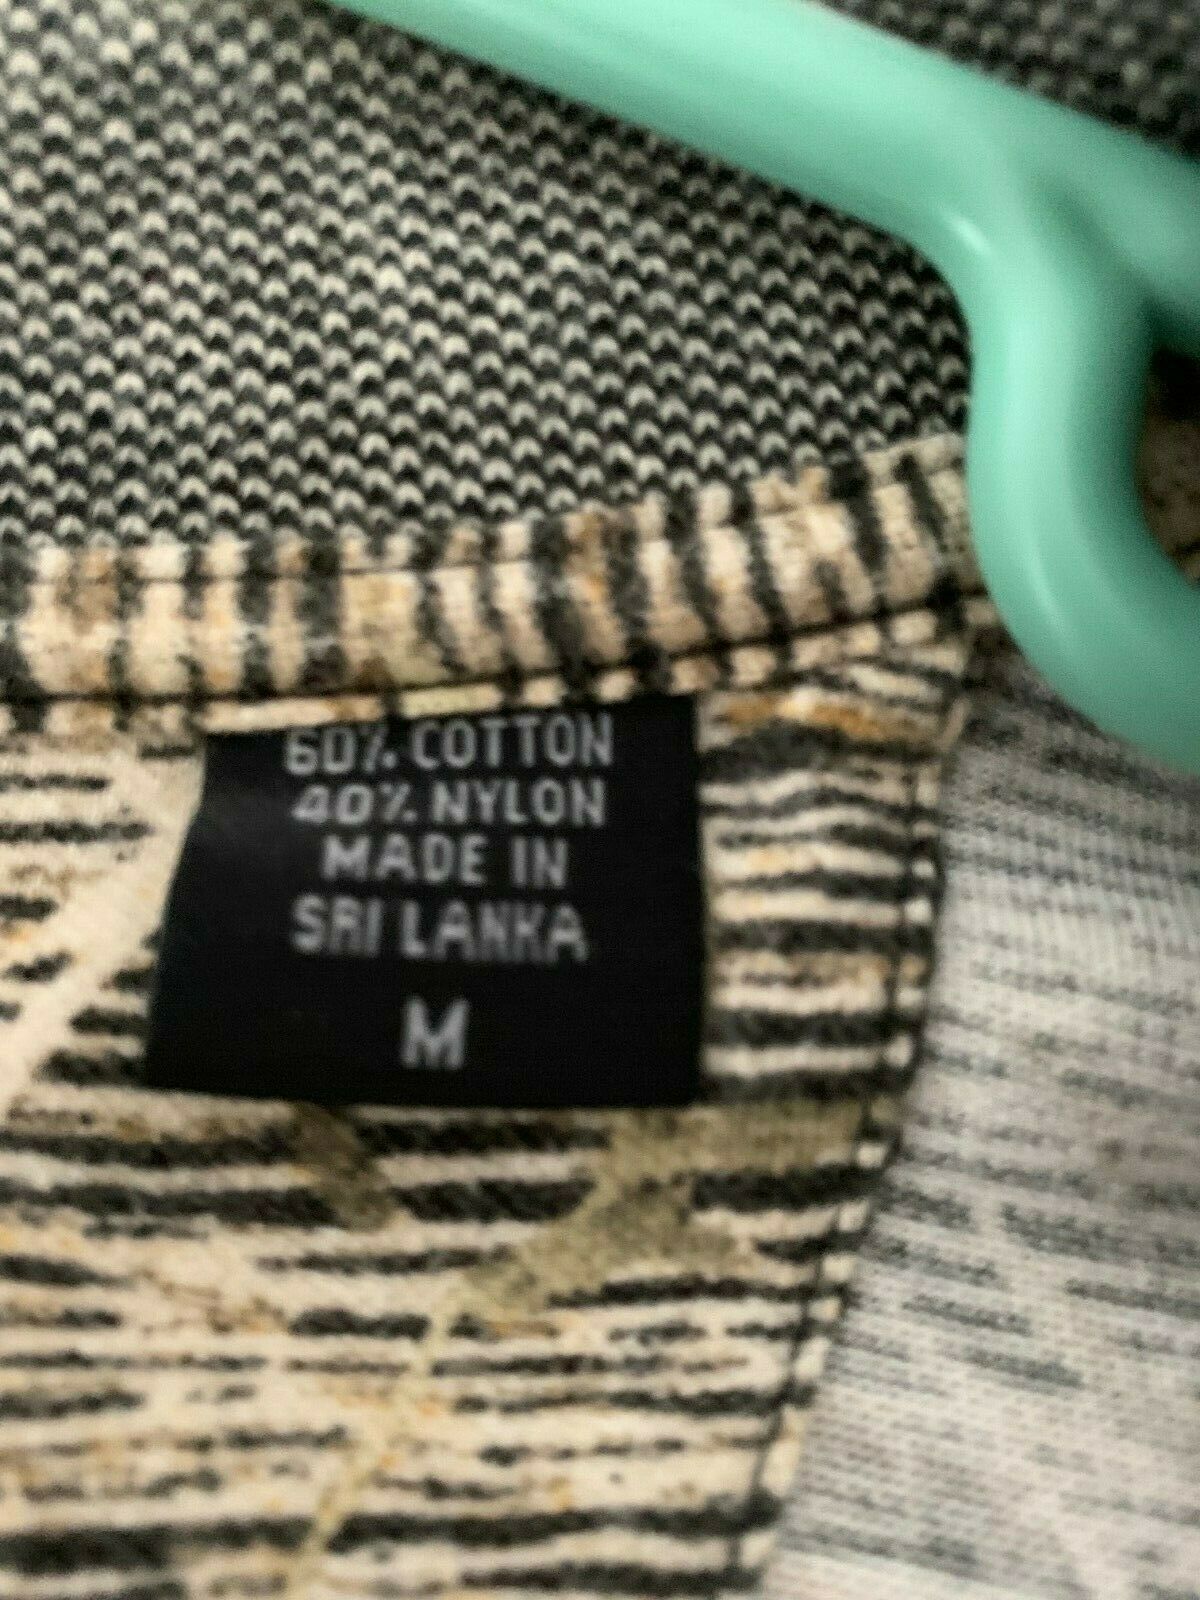 60% COTTON
40% NYLON
MADE IN
SRI LANKA
M